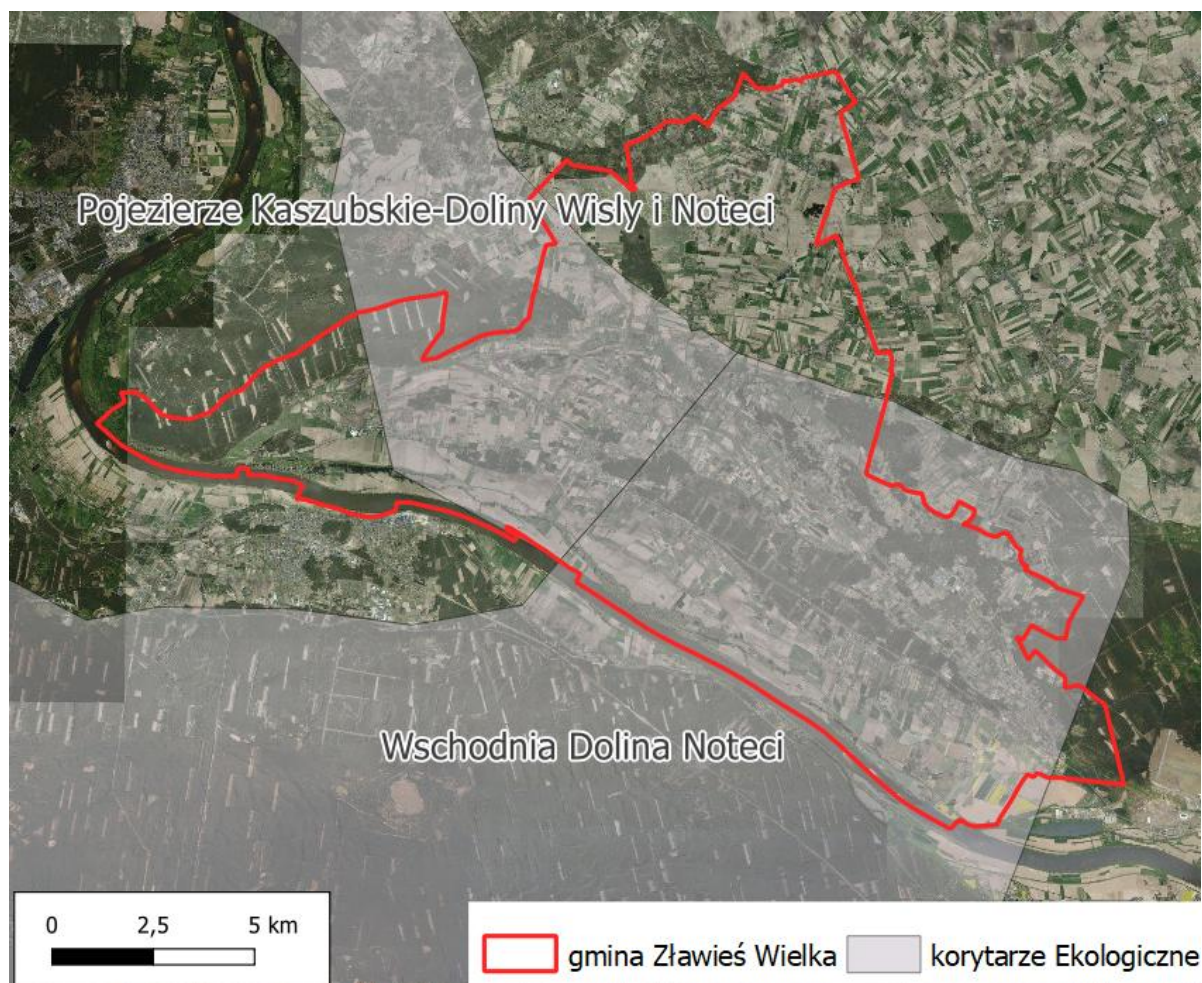 Pojezierze Kaszubskie-Doliny Wisly i Noteci
Wschodnia Dolina Noteci
0 2,5 5 km
gmina Zławieś Wielka korytarze Ekologiczne